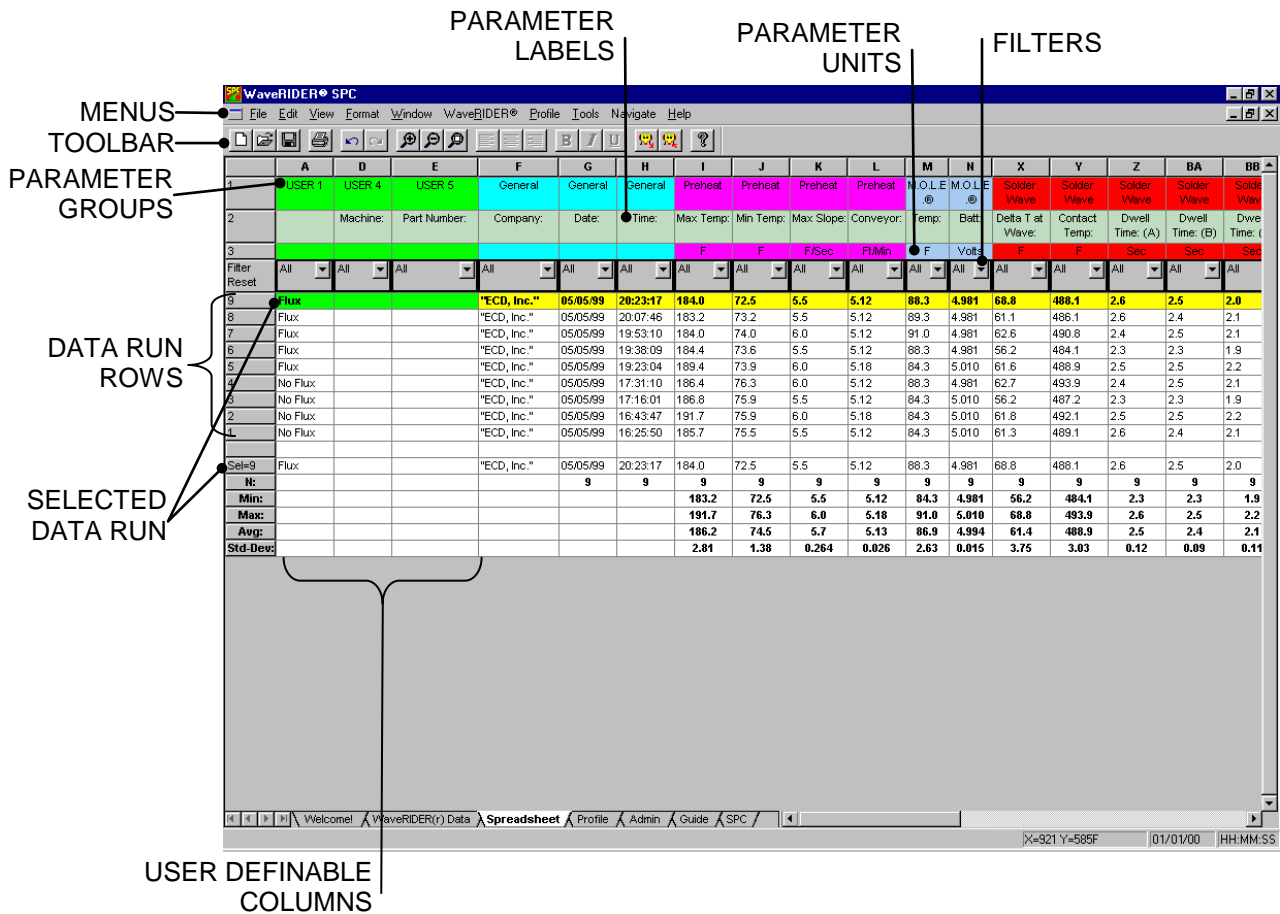 PARAMETER
LABELS
PARAMETER
UNITS
FILTERS
MENUS
TOOLBAR
PARAMETER
GROUPS
DATA RUN
ROWS
SELECTED
DATA RUN
USER DEFINABLE
COLUMNS
SPC WaveRIDER® SPC
File Edit View Format Window WaveRIDER® Profile Tools Navigate Help
B I U ?
A D E F G H I J K L M N X Y Z BA BB
1 USER 1 USER 4 USER 5 General General General Preheat Preheat Preheat Preheat M.O.L.E.® M.O.L.E.® Solder Wave Solder Wave Solder Wave Solder Wave
2 Machine: Part Number: Company: Date: Time: Max Temp: Min Temp: Max Slope: Conveyor: Temp: Batt: Delta T at Wave: Contact Temp: Dwell Time: (A) Dwell Time: (B)
3 F F F/Sec Ft/Min F Volts F F Sec Sec Sec
Filter Reset All All All All All All All All All All All All All All All All All
9 Flux "ECD, Inc." 05/05/99 20:23:17 184.0 72.5 5.5 5.12 88.3 4.981 68.8 488.1 2.6 2.5 2.0
8 Flux "ECD, Inc." 05/05/99 20:07:46 183.2 73.2 5.5 5.12 89.3 4.981 61.1 486.1 2.6 2.4 2.1
7 Flux "ECD, Inc." 05/05/99 19:53:10 184.0 74.0 6.0 5.12 91.0 4.981 62.6 490.8 2.4 2.5 2.1
6 Flux "ECD, Inc." 05/05/99 19:38:09 184.4 73.6 5.5 5.12 88.3 4.981 56.2 484.1 2.3 2.3 1.9
5 Flux "ECD, Inc." 05/05/99 19:23:04 189.4 73.9 6.0 5.18 84.3 5.010 61.6 488.9 2.5 2.5 2.2
4 No Flux "ECD, Inc." 05/05/99 17:31:10 186.4 76.3 6.0 5.12 88.3 4.981 62.7 493.9 2.4 2.5 2.1
3 No Flux "ECD, Inc." 05/05/99 17:16:01 186.8 75.9 5.5 5.12 84.3 5.010 56.2 487.2 2.3 2.3 1.9
2 No Flux "ECD, Inc." 05/05/99 16:43:47 191.7 75.9 6.0 5.18 84.3 5.010 61.8 492.1 2.5 2.5 2.2
1 No Flux "ECD, Inc." 05/05/99 16:25:50 185.7 75.5 5.5 5.12 84.3 5.010 61.3 489.1 2.6 2.4 2.1
Sel=9 Flux "ECD, Inc." 05/05/99 20:23:17 184.0 72.5 5.5 5.12 88.3 4.981 68.8 488.1 2.6 2.5 2.0
N: 9 9 9 9 9 9 9 9 9 9 9 9 9
Min: 183.2 72.5 5.5 5.12 84.3 4.981 56.2 484.1 2.3 2.3 1.9
Max: 191.7 76.3 6.0 5.18 91.0 5.010 68.8 493.9 2.6 2.5 2.2
Avg: 186.2 74.5 5.7 5.13 86.9 4.994 61.4 488.9 2.5 2.4 2.1
Std-Dev: 2.81 1.38 0.264 0.026 2.63 0.015 3.75 3.03 0.12 0.09 0.11
Welcome! WaveRIDER(r) Data Spreadsheet Profile Admin Guide SPC
X=921 Y=585F 01/01/00 HH:MM:SS